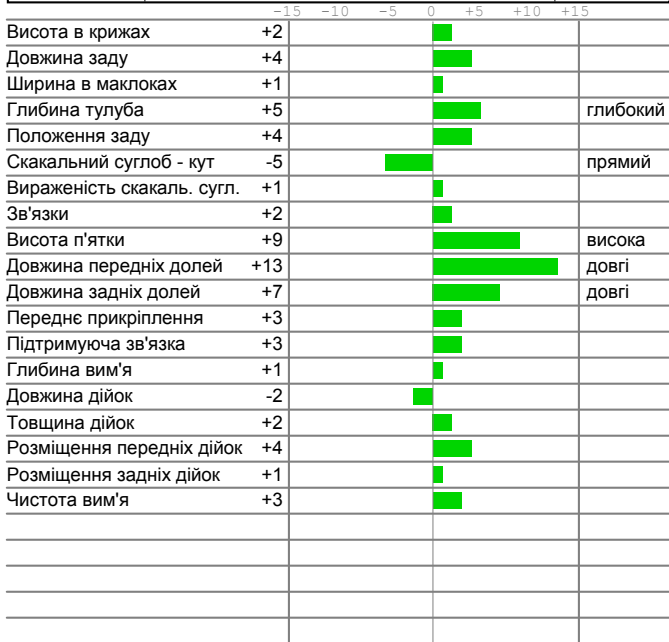 -15 -10 -5 0 +5 +10 +15
Висота в крижах +2
Довжина заду +4
Ширина в маклоках +1
Глибина тулуба +5 глибокий
Положення заду +4
Скакальний суглоб - кут -5 прямий
Вираженість скакаль. сугл. +1
Зв'язки +2
Висота п'ятки +9 висока
Довжина передніх долей +13 довгі
Довжина задніх долей +7 довгі
Переднє прикріплення +3
Підтримуюча зв'язка +3
Глибина вим'я +1
Довжина дійок -2
Товщина дійок +2
Розміщення передніх дійок +4
Розміщення задніх дійок +1
Чистота вим'я +3